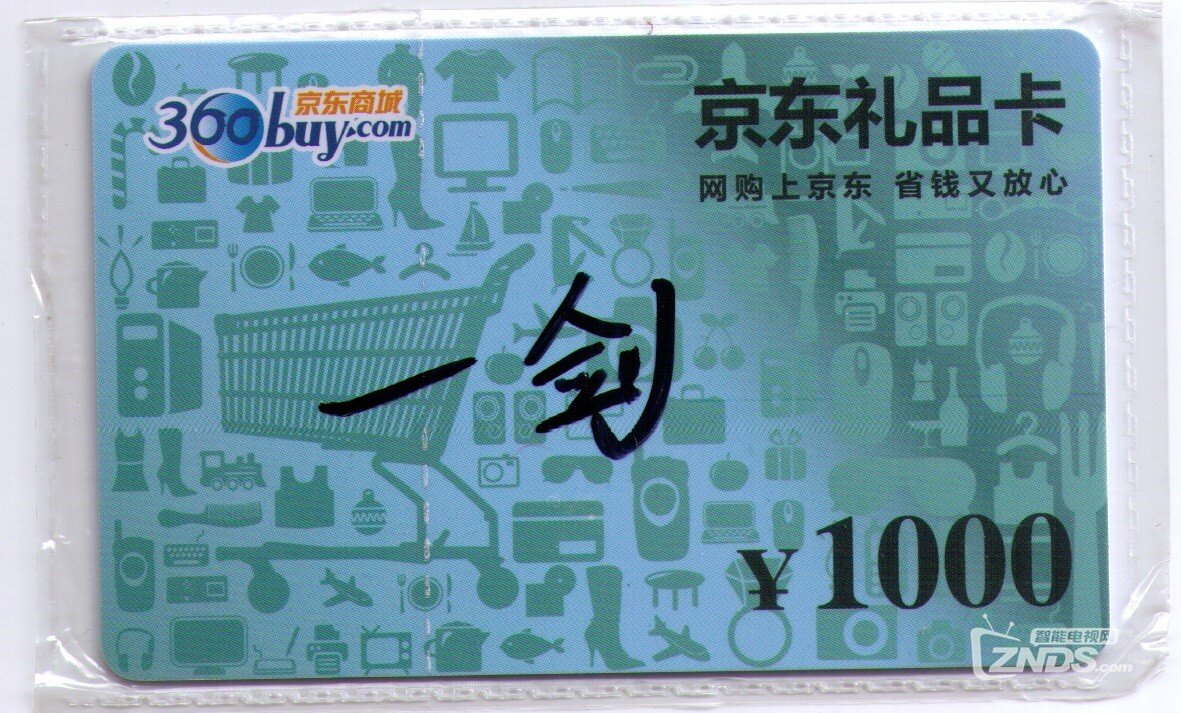 京东商城
360buy.com
京东礼品卡
网购上京东 省钱又放心
一剑
¥1000
智能电视网
ZNDS.com